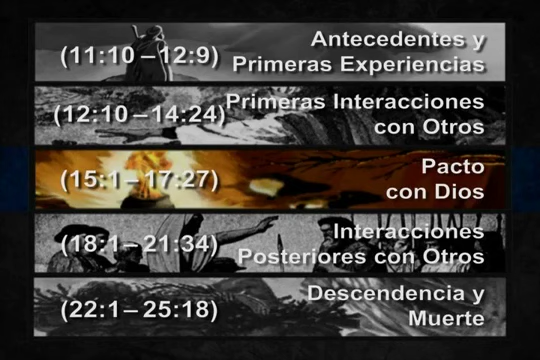 (11:10 – 12:9) Antecedentes y
Primeras Experiencias
(12:10 – 14:24) Primeras Interacciones
con Otros
(15:1 – 17:27) Pacto
con Dios
(18:1 – 21:34) Interacciones
Posteriores con Otros
(22:1 – 25:18) Descendencia y
Muerte